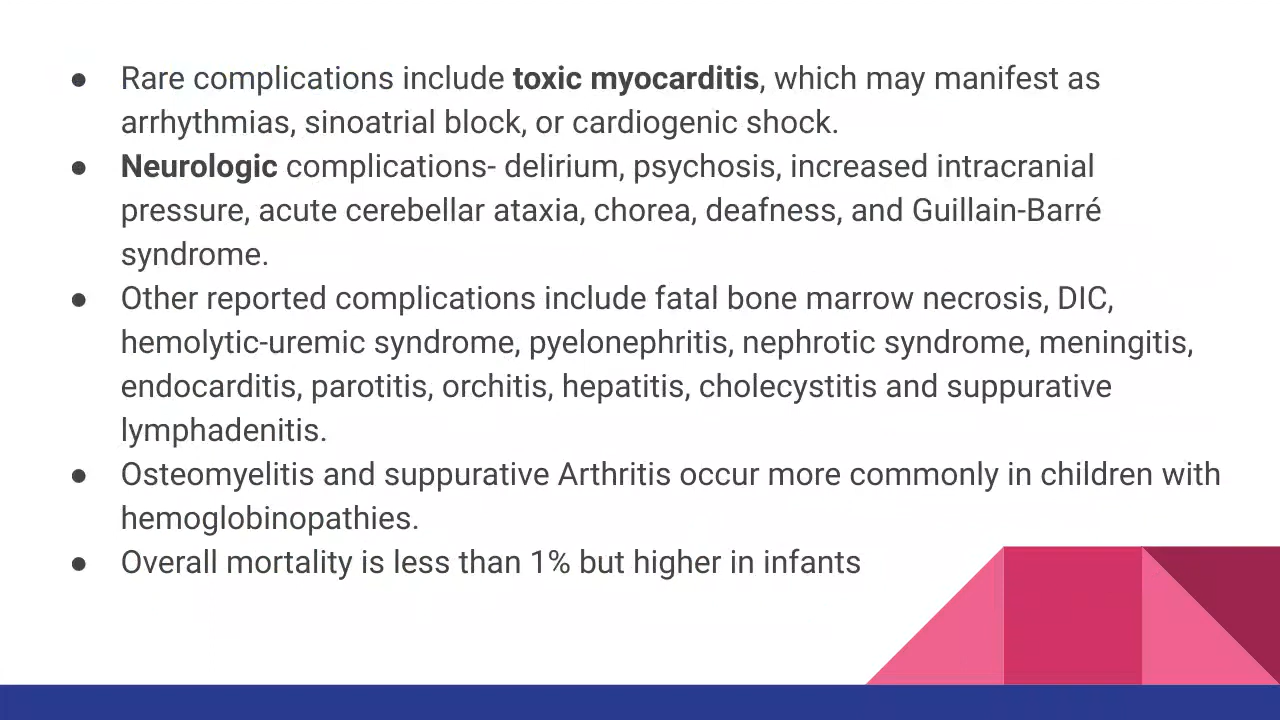 ● Rare complications include toxic myocarditis, which may manifest as
arrhythmias, sinoatrial block, or cardiogenic shock.
● Neurologic complications- delirium, psychosis, increased intracranial
pressure, acute cerebellar ataxia, chorea, deafness, and Guillain-Barré
syndrome.
● Other reported complications include fatal bone marrow necrosis, DIC,
hemolytic-uremic syndrome, pyelonephritis, nephrotic syndrome, meningitis,
endocarditis, parotitis, orchitis, hepatitis, cholecystitis and suppurative
lymphadenitis.
● Osteomyelitis and suppurative Arthritis occur more commonly in children with
hemoglobinopathies.
● Overall mortality is less than 1% but higher in infants